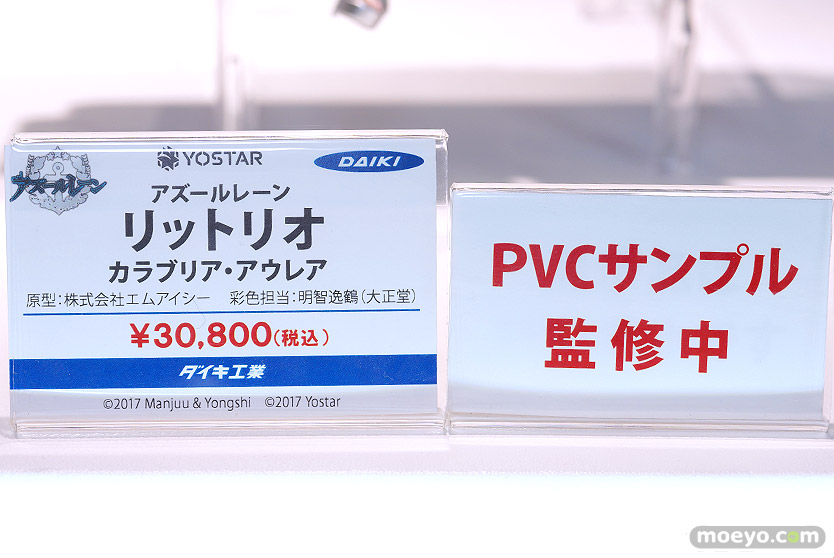 アズールレーン
YOSTAR
DAIKI
アズールレーン
リットリオ
カラブリア・アウレア
原型：株式会社エムアイシー　彩色担当：明智逸鶴（大正堂）
¥30,800(税込)
ダイキ工業
©2017 Manjuu & Yongshi　©2017 Yostar
PVCサンプル
監修中
moeyo.com